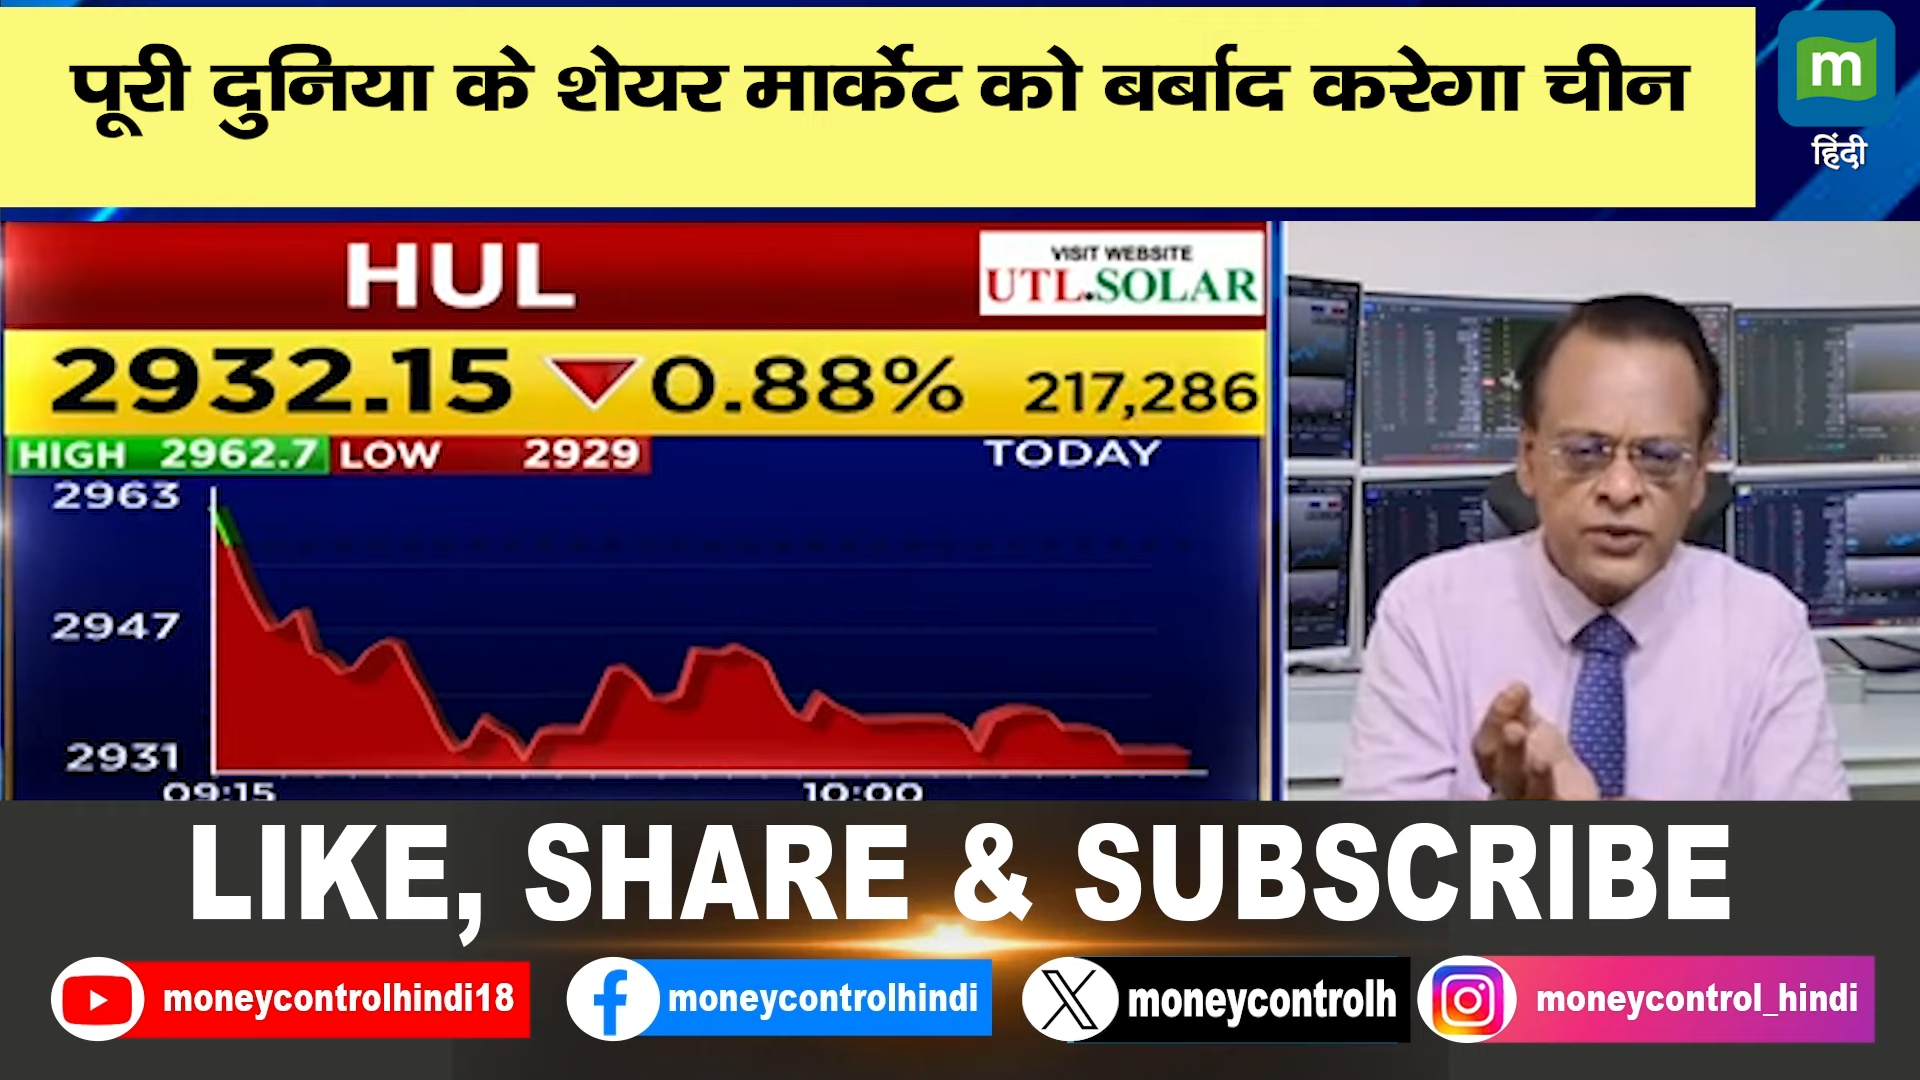 पूरी दुनिया के शेयर मार्केट को बर्बाद करेगा चीन
m
हिंदी
HUL
VISIT WEBSITE
UTL.SOLAR
2932.15 0.88% 217,286
HIGH 2962.7 LOW 2929
TODAY
2963
2947
2931
09:15 10:00
LIKE, SHARE & SUBSCRIBE
moneycontrolhindi18
moneycontrolhindi
moneycontrolh
moneycontrol_hindi